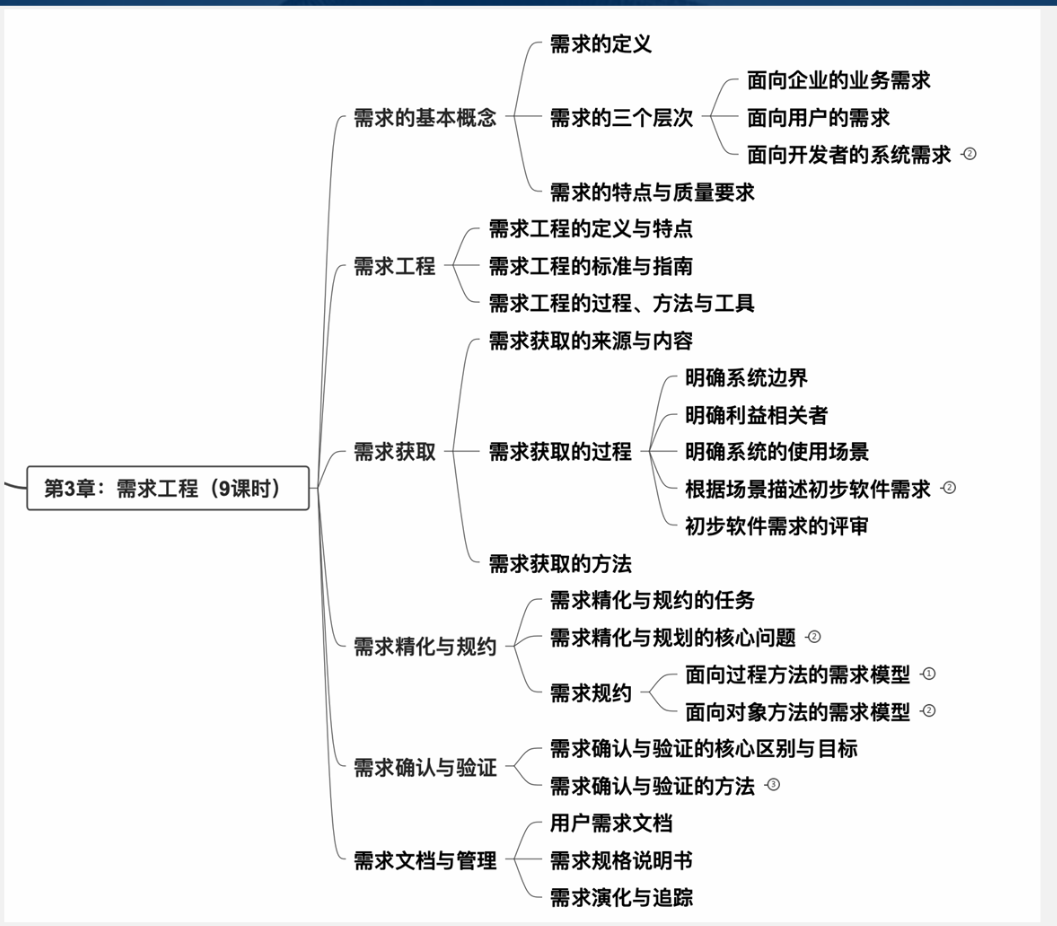 第3章：需求工程（9课时）
需求的基本概念
需求的定义
需求的三个层次
面向企业的业务需求
面向用户的需求
面向开发者的系统需求 2
需求的特点与质量要求
需求工程
需求工程的定义与特点
需求工程的标准与指南
需求工程的过程、方法与工具
需求获取
需求获取的来源与内容
需求获取的过程
明确系统边界
明确利益相关者
明确系统的使用场景
根据场景描述初步软件需求 2
初步软件需求的评审
需求获取的方法
需求精化与规约
需求精化与规约的任务
需求精化与规划的核心问题 2
需求规约
面向过程方法的需求模型 1
面向对象方法的需求模型 2
需求确认与验证
需求确认与验证的核心区别与目标
需求确认与验证的方法 3
需求文档与管理
用户需求文档
需求规格说明书
需求演化与追踪